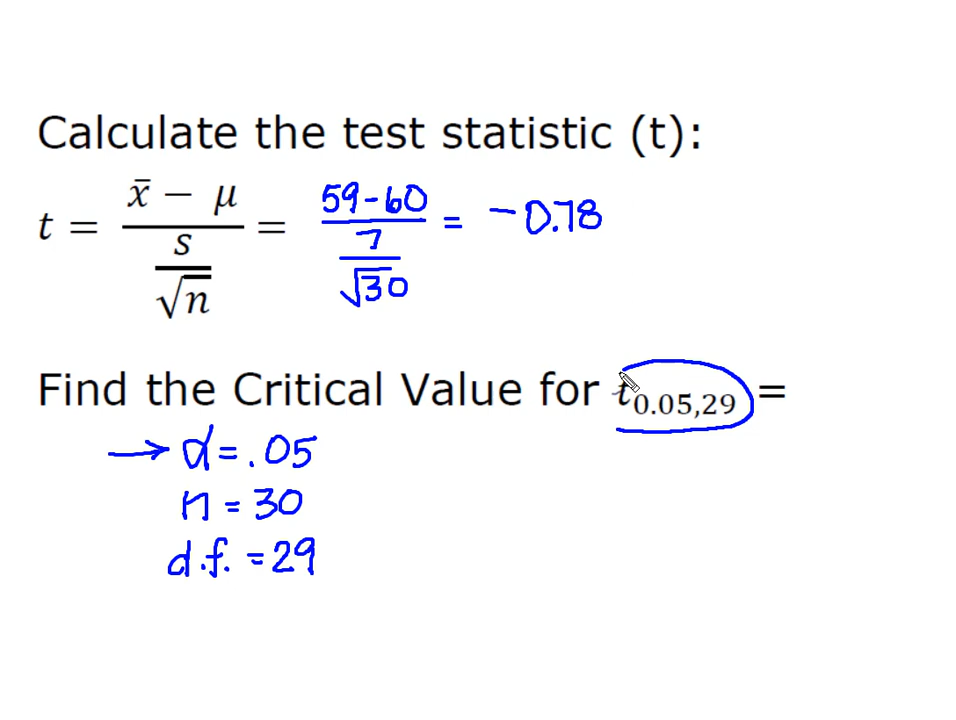 Calculate the test statistic (t):
t = x̄ − μ / s / √n = 59-60 / 7 / √30 = -0.78
Find the Critical Value for t0.05,29 =
→ α = .05
n = 30
d.f. = 29